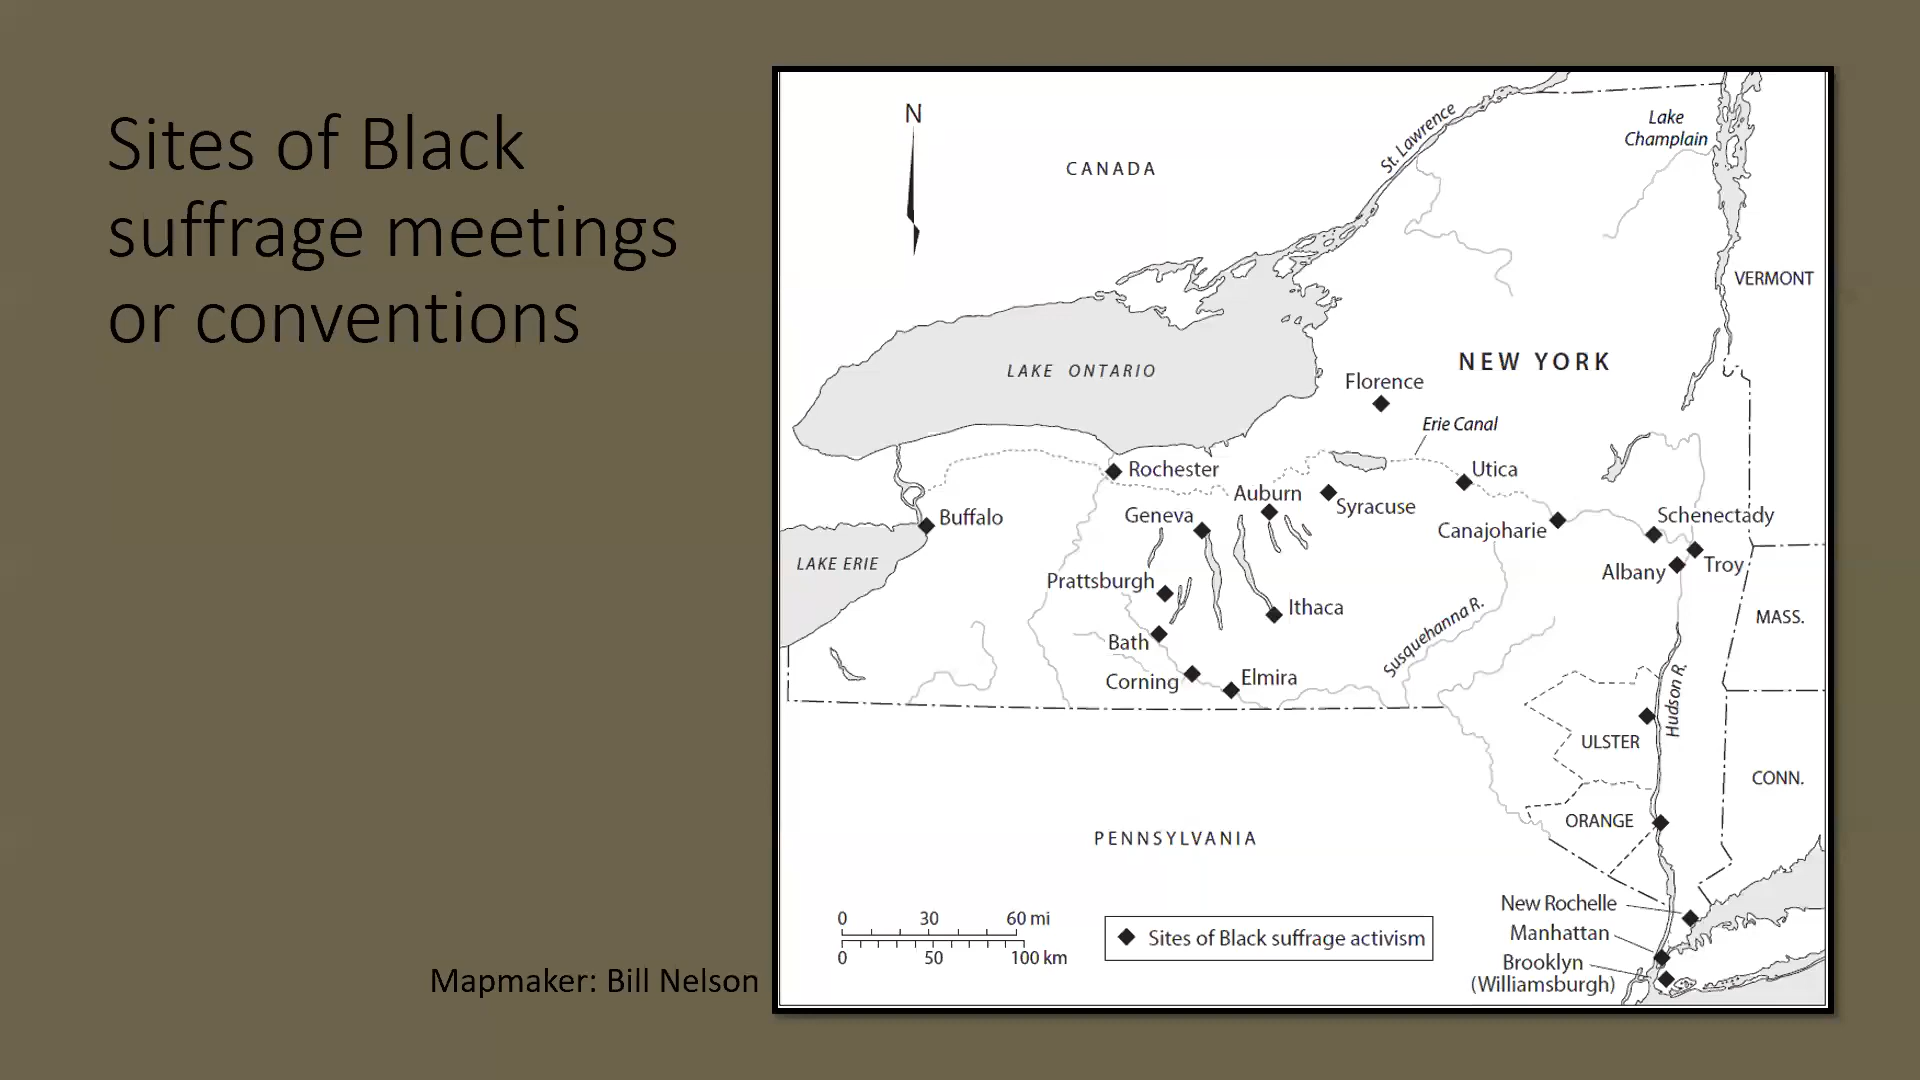 Sites of Black
suffrage meetings
or conventions
Mapmaker: Bill Nelson
N
CANADA
St. Lawrence
Lake
Champlain
VERMONT
LAKE ONTARIO
NEW YORK
Florence
Erie Canal
Rochester
Utica
Auburn
Syracuse
Geneva
Buffalo
Canajoharie
Schenectady
LAKE ERIE
Albany
Troy
Prattsburgh
Ithaca
MASS.
Bath
Susquehanna R.
Corning
Elmira
Hudson R.
ULSTER
CONN.
ORANGE
PENNSYLVANIA
New Rochelle
Manhattan
Brooklyn
(Williamsburgh)
0 30 60 mi
0 50 100 km
Sites of Black suffrage activism